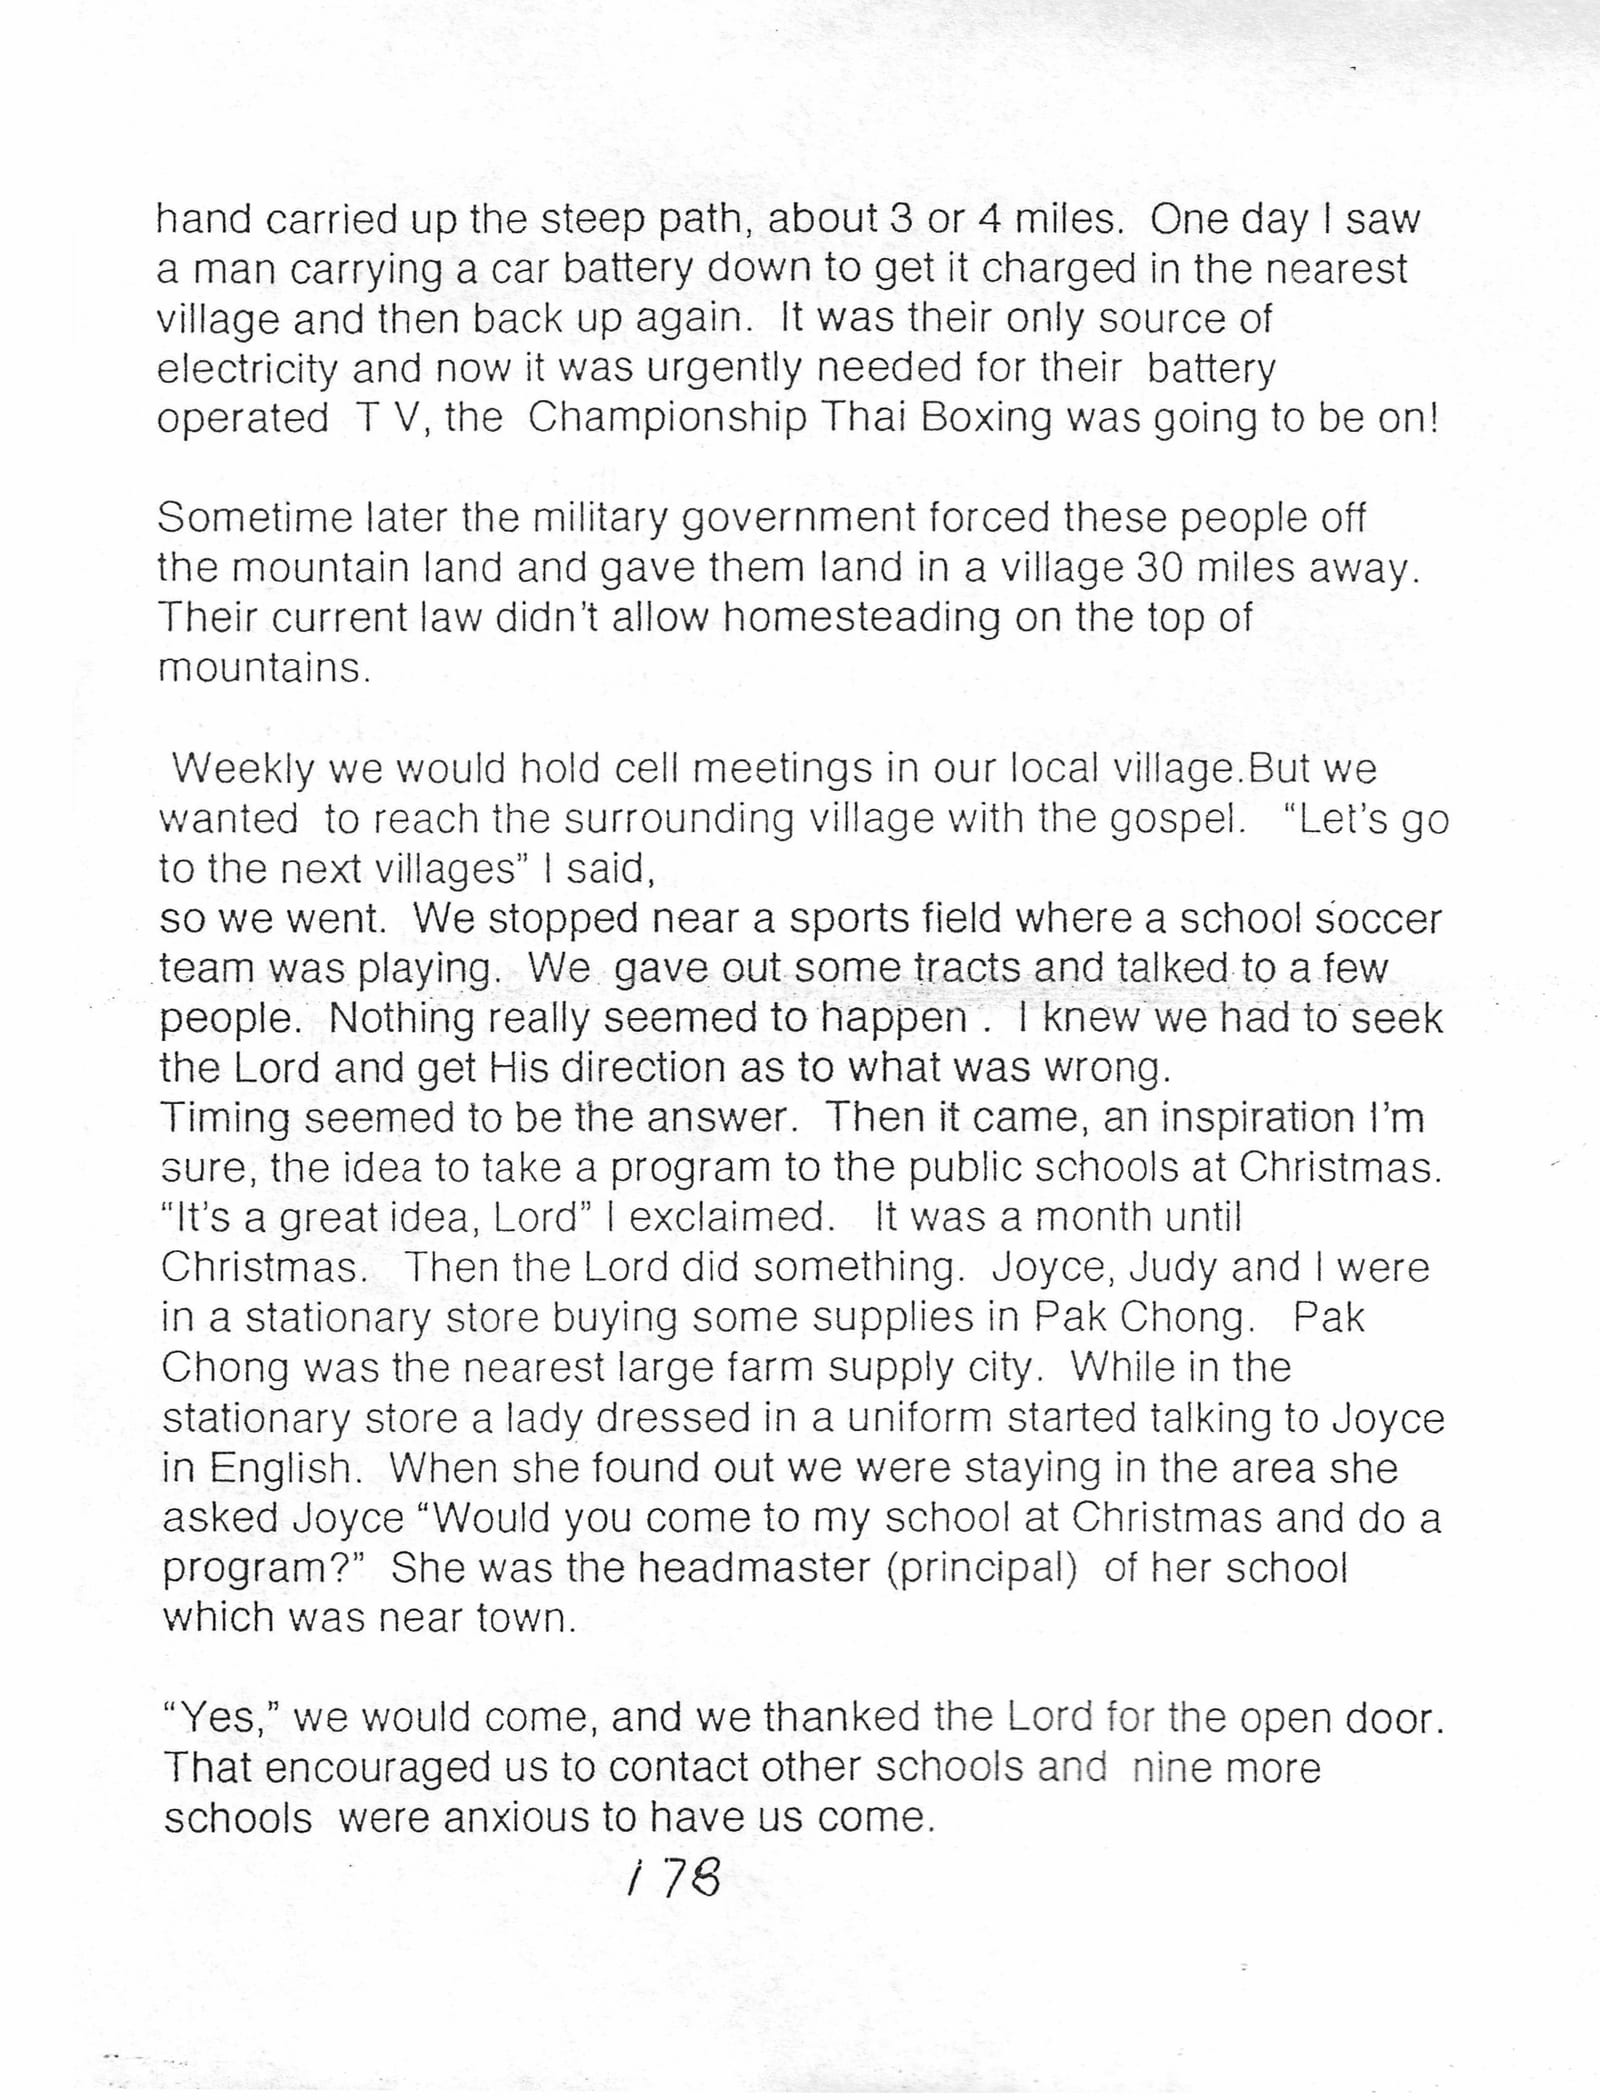 hand carried up the steep path, about 3 or 4 miles.  One day I saw
a man carrying a car battery down to get it charged in the nearest
village and then back up again.  It was their only source of
electricity and now it was urgently needed for their  battery
operated  T V, the  Championship Thai Boxing was going to be on!

Sometime later the military government forced these people off
the mountain land and gave them land in a village 30 miles away.
Their current law didn't allow homesteading on the top of
mountains.

Weekly we would hold cell meetings in our local village.But we
wanted  to reach the surrounding village with the gospel.   “Let's go
to the next villages” I said,
so we went.  We stopped near a sports field where a school soccer
team was playing.  We  gave out some tracts and talked to a few
people.  Nothing really seemed to happen .  I knew we had to seek
the Lord and get His direction as to what was wrong.
Timing seemed to be the answer.  Then it came, an inspiration I'm
sure, the idea to take a program to the public schools at Christmas.
“It's a great idea, Lord” I exclaimed.   It was a month until
Christmas.   Then the Lord did something.  Joyce, Judy and I were
in a stationary store buying some supplies in Pak Chong.   Pak
Chong was the nearest large farm supply city.  While in the
stationary store a lady dressed in a uniform started talking to Joyce
in English.  When she found out we were staying in the area she
asked Joyce “Would you come to my school at Christmas and do a
program?”  She was the headmaster (principal)  of her school
which was near town.

“Yes,” we would come, and we thanked the Lord for the open door.
That encouraged us to contact other schools and  nine more
schools  were anxious to have us come.
178